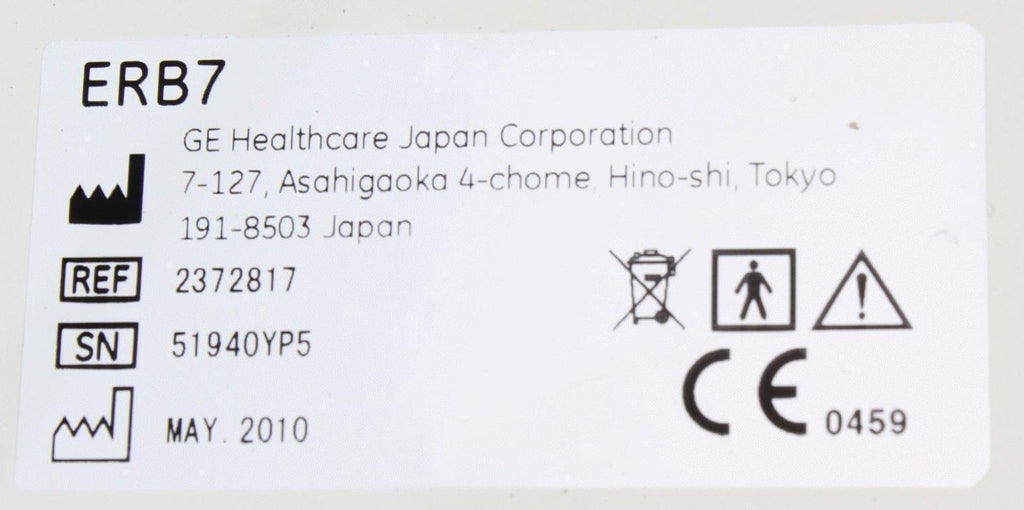 ERB7
GE Healthcare Japan Corporation
7-127, Asahigaoka 4-chome, Hino-shi, Tokyo
191-8503 Japan
REF 2372817
SN 51940YP5
MAY. 2010
CE 0459